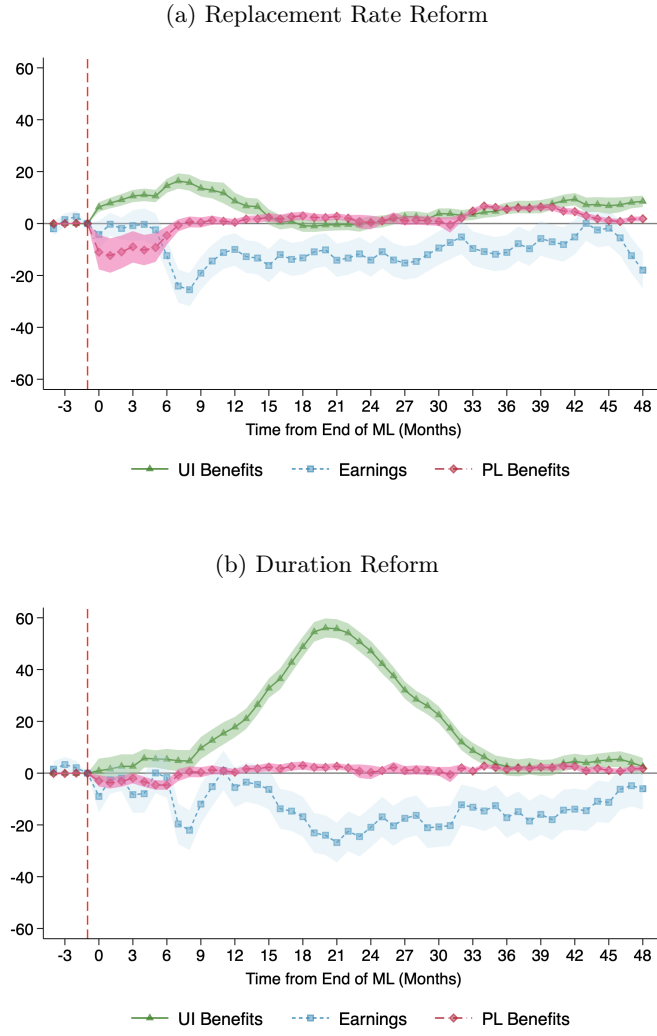 (a) Replacement Rate Reform
60
40
20
0
-20
-40
-60
-3 0 3 6 9 12 15 18 21 24 27 30 33 36 39 42 45 48
Time from End of ML (Months)
UI Benefits Earnings PL Benefits
(b) Duration Reform
60
40
20
0
-20
-40
-60
-3 0 3 6 9 12 15 18 21 24 27 30 33 36 39 42 45 48
Time from End of ML (Months)
UI Benefits Earnings PL Benefits